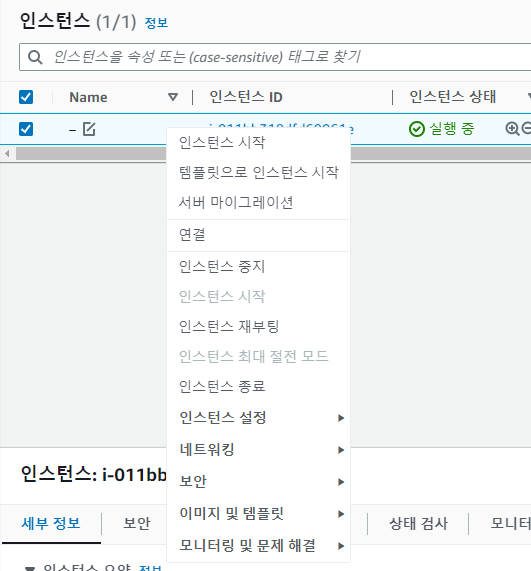 인스턴스 (1/1) 정보
인스턴스을 속성 또는 (case-sensitive) 태그로 찾기
Name 인스턴스 ID 인스턴스 상태
– 실행 중
인스턴스 시작
템플릿으로 인스턴스 시작
서버 마이그레이션
연결
인스턴스 중지
인스턴스 시작
인스턴스 재부팅
인스턴스 최대 절전 모드
인스턴스 종료
인스턴스 설정
네트워킹
보안
이미지 및 템플릿
모니터링 및 문제 해결
인스턴스: i-011bb
세부 정보 보안 상태 검사 모니터
인스턴스 요약 정보